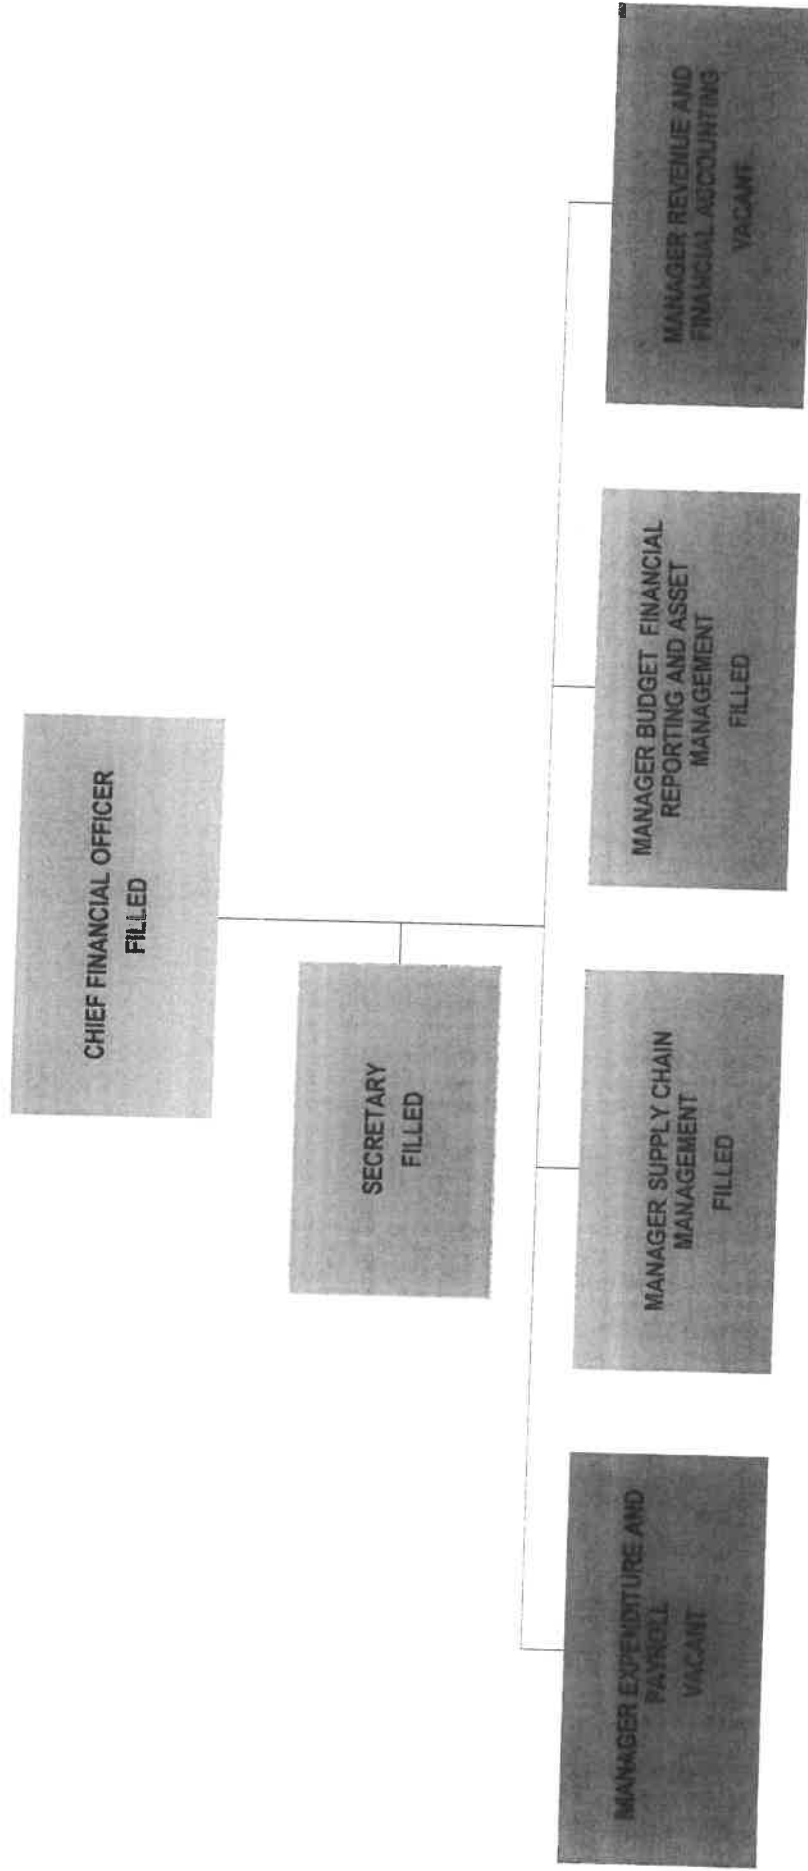 CHIEF FINANCIAL OFFICER
FILLED
SECRETARY
FILLED
MANAGER EXPENDITURE AND
PAYROLL
VACANT
MANAGER SUPPLY CHAIN
MANAGEMENT
FILLED
MANAGER BUDGET FINANCIAL
REPORTING AND ASSET
MANAGEMENT
FILLED
MANAGER REVENUE AND
FINANCIAL ACCOUNTING
VACANT